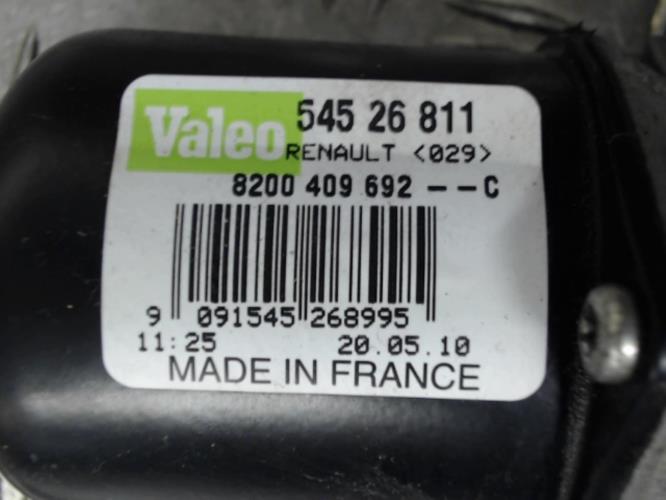 Valeo 545 26 811
RENAULT <029>
8200 409 692 -- C
9 091545 268995
11:25 20.05.10
MADE IN FRANCE